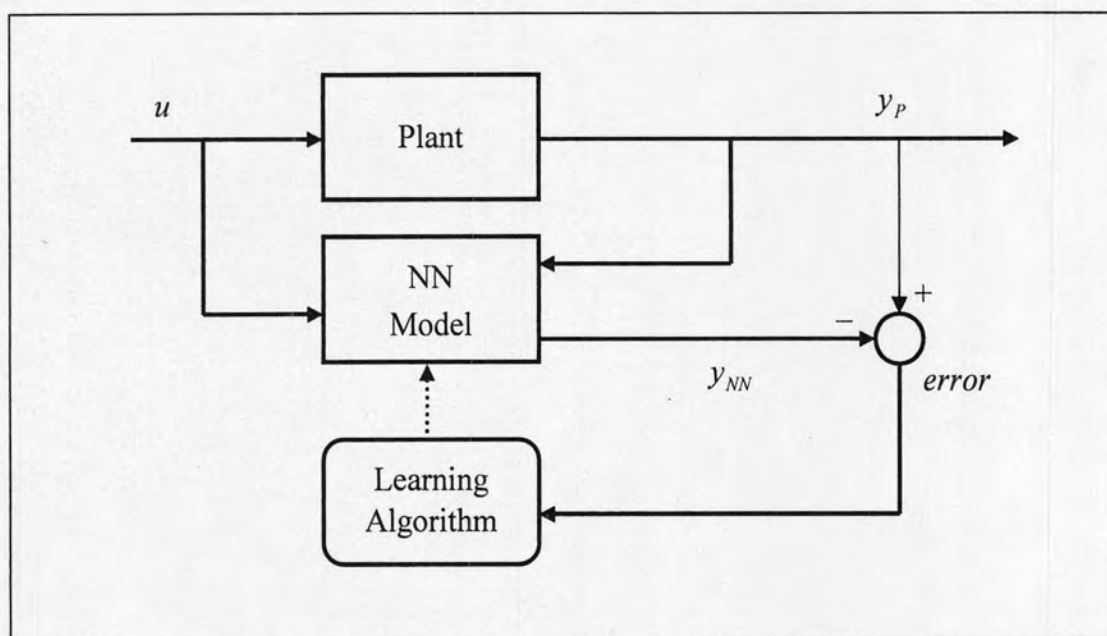 u
Plant
y_P
NN
Model
+
−
y_NN
error
Learning
Algorithm